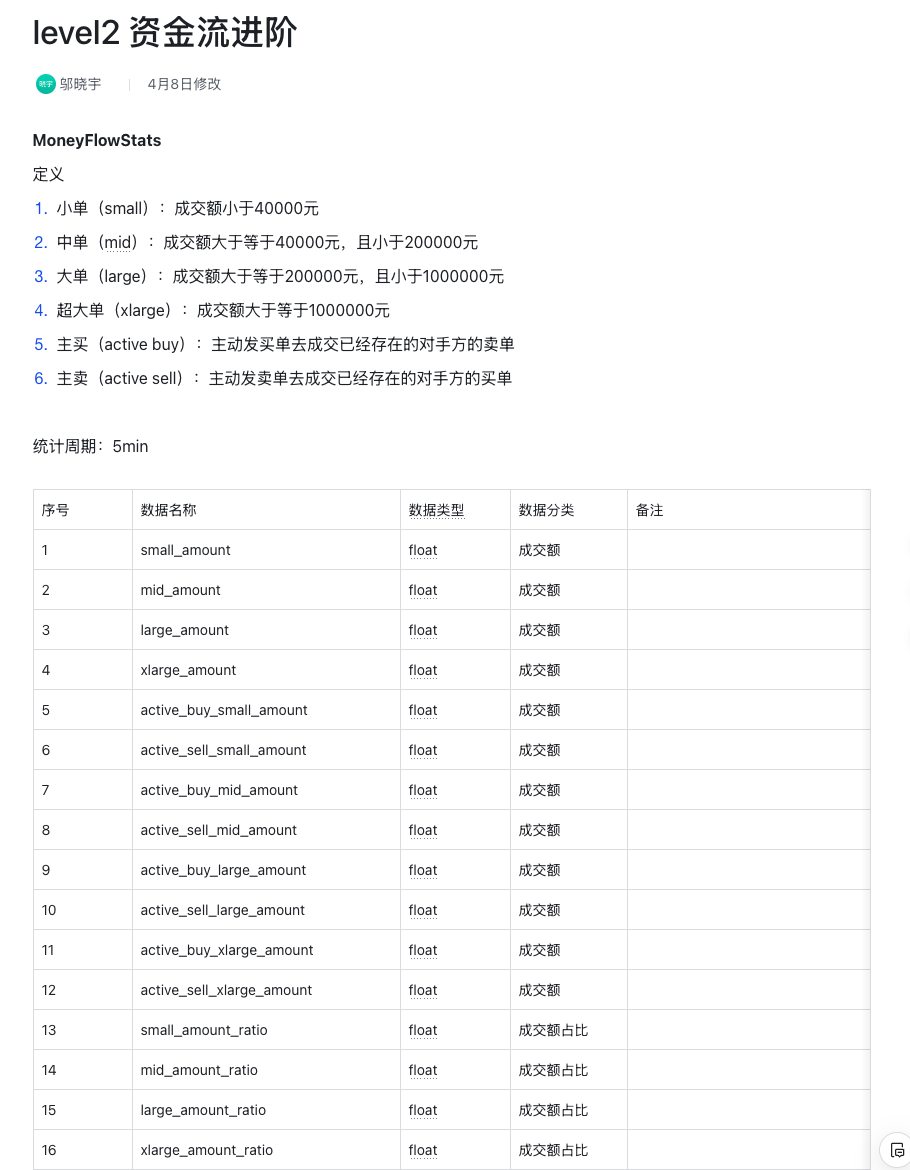 level2 资金流进阶
晓宇 邬晓宇 4月8日修改
MoneyFlowStats
定义
1. 小单（small）：成交额小于40000元
2. 中单（mid）：成交额大于等于40000元，且小于200000元
3. 大单（large）：成交额大于等于200000元，且小于1000000元
4. 超大单（xlarge）：成交额大于等于1000000元
5. 主买（active buy）：主动发买单去成交已经存在的对手方的卖单
6. 主卖（active sell）：主动发卖单去成交已经存在的对手方的买单
统计周期：5min
序号 数据名称 数据类型 数据分类 备注
1 small_amount float 成交额
2 mid_amount float 成交额
3 large_amount float 成交额
4 xlarge_amount float 成交额
5 active_buy_small_amount float 成交额
6 active_sell_small_amount float 成交额
7 active_buy_mid_amount float 成交额
8 active_sell_mid_amount float 成交额
9 active_buy_large_amount float 成交额
10 active_sell_large_amount float 成交额
11 active_buy_xlarge_amount float 成交额
12 active_sell_xlarge_amount float 成交额
13 small_amount_ratio float 成交额占比
14 mid_amount_ratio float 成交额占比
15 large_amount_ratio float 成交额占比
16 xlarge_amount_ratio float 成交额占比